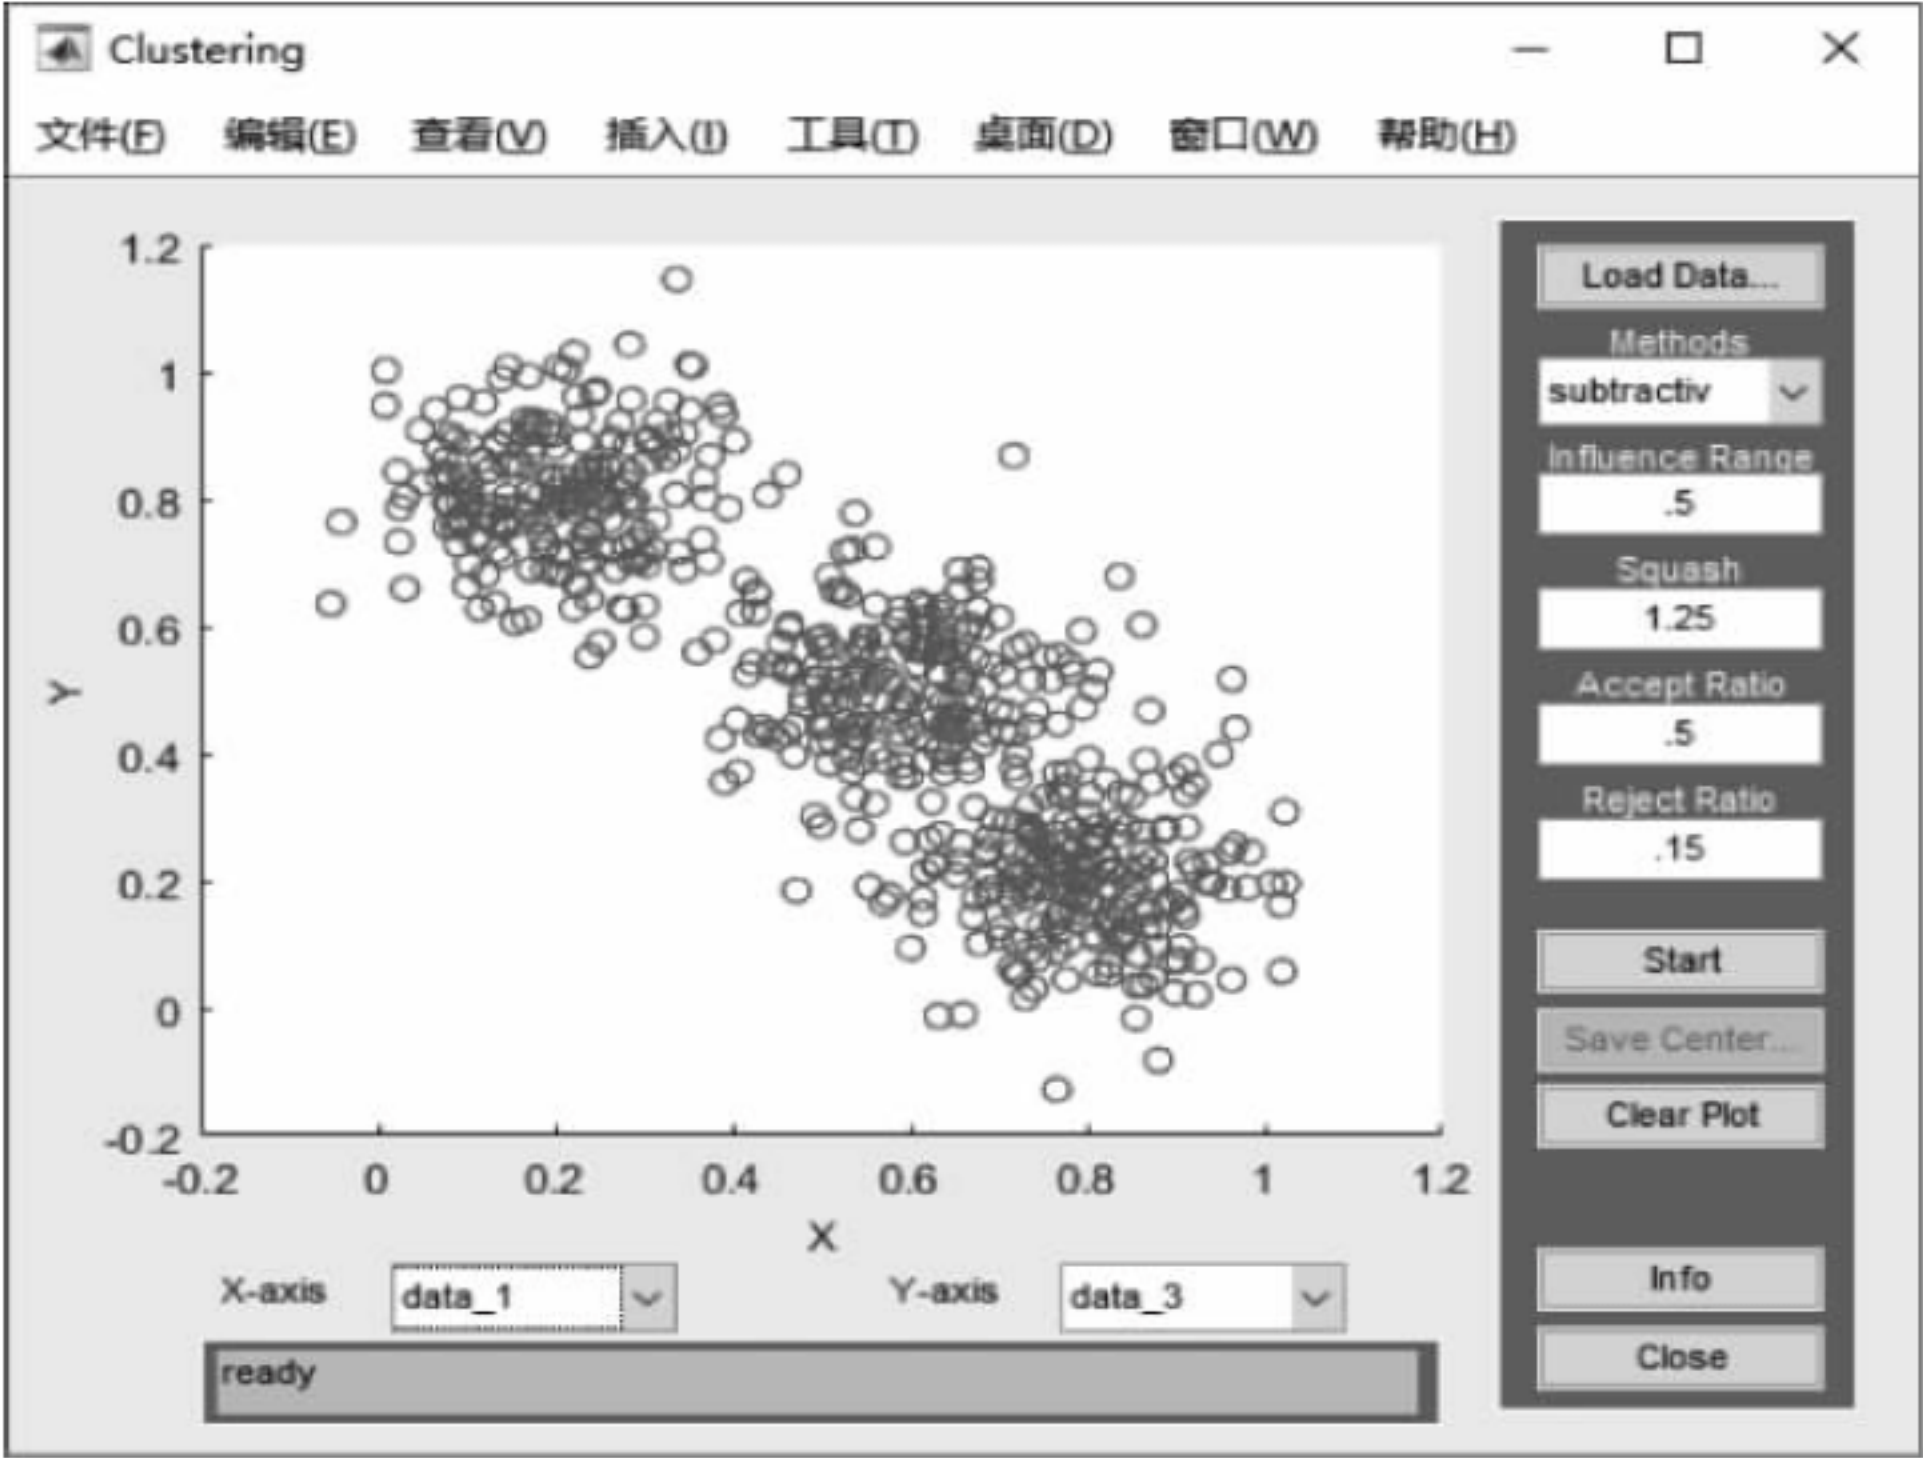 Clustering
文件(F) 编辑(E) 查看(V) 插入(I) 工具(T) 桌面(D) 窗口(W) 帮助(H)
1.2
1
0.8
0.6
0.4
0.2
0
-0.2
Y
-0.2 0 0.2 0.4 0.6 0.8 1 1.2
X
X-axis data_1 Y-axis data_3
ready
Load Data...
Methods
subtractiv
Influence Range
.5
Squash
1.25
Accept Ratio
.5
Reject Ratio
.15
Start
Save Center...
Clear Plot
Info
Close